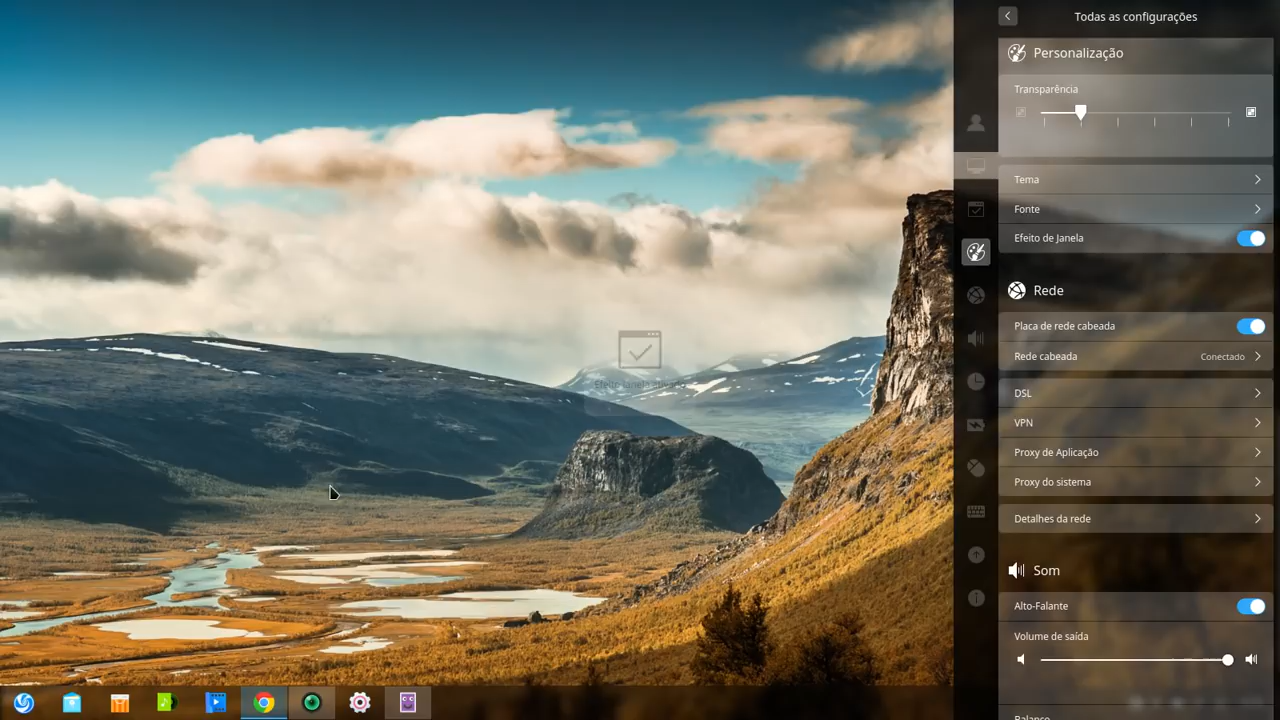 Todas as configurações
Personalização
Transparência
Tema
Fonte
Efeito de Janela
Rede
Placa de rede cabeada
Rede cabeada Conectado
DSL
VPN
Proxy de Aplicação
Proxy do sistema
Detalhes da rede
Som
Alto-Falante
Volume de saída